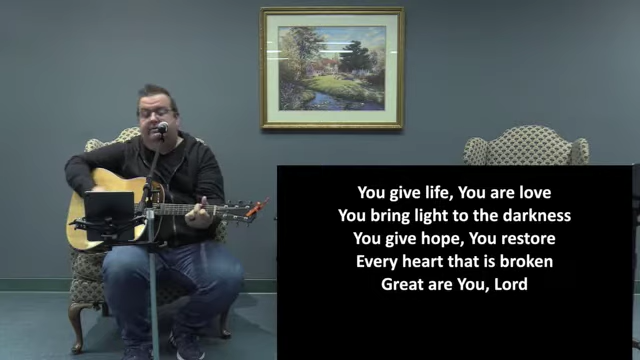 You give life, You are love
You bring light to the darkness
You give hope, You restore
Every heart that is broken
Great are You, Lord